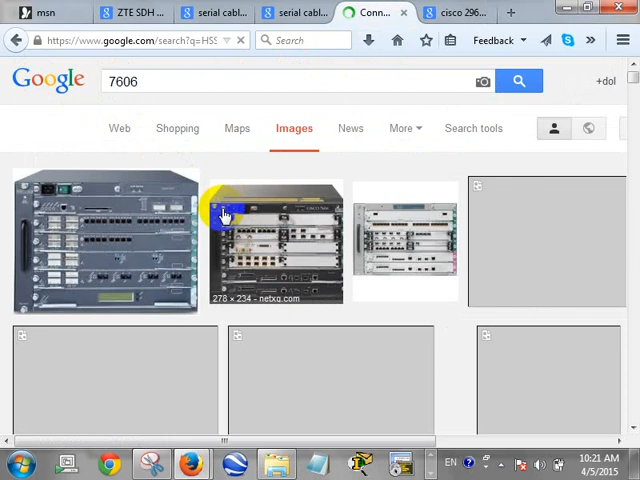 msn
ZTE SDH
serial cabl...
serial cabl...
Conn...
cisco 296...
https://www.google.com/search?q=HSS
Search
Feedback
Google
7606
+dol
Web
Shopping
Maps
Images
News
More
Search tools
278 × 234 - netxg.com
EN
10:21 AM
4/5/2015